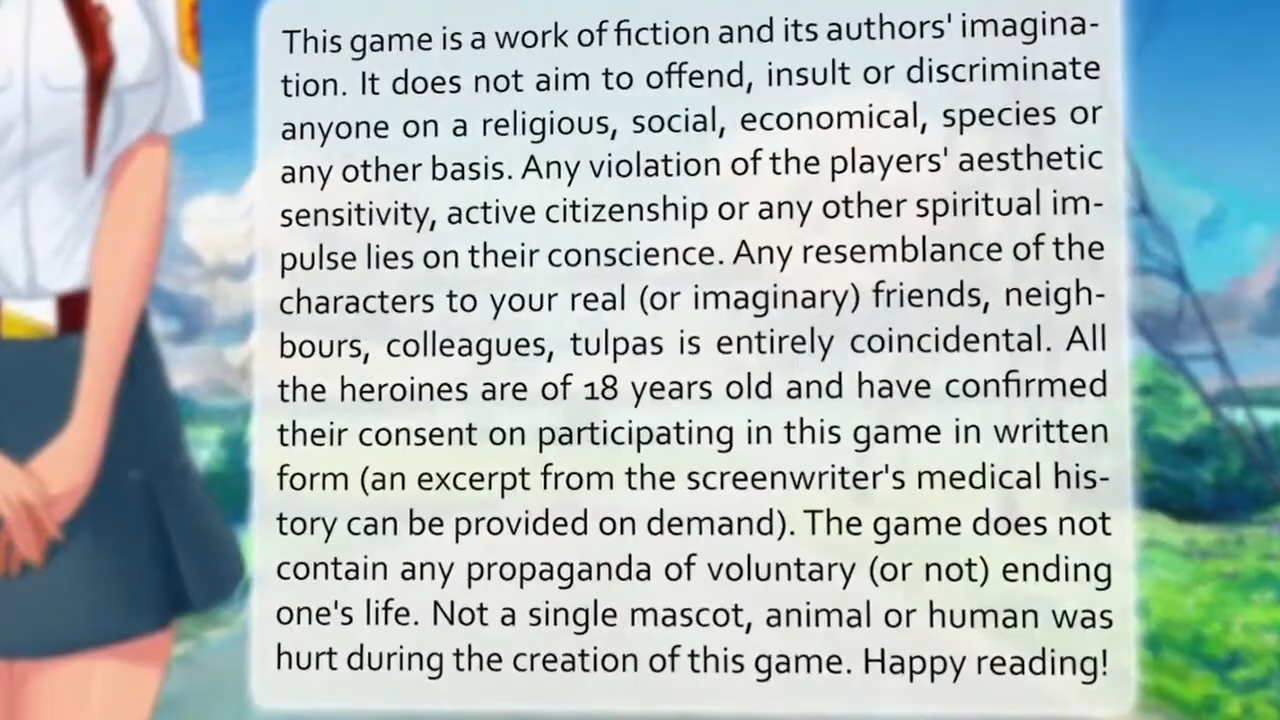 This game is a work of fiction and its authors' imagina-
tion. It does not aim to offend, insult or discriminate
anyone on a religious, social, economical, species or
any other basis. Any violation of the players' aesthetic
sensitivity, active citizenship or any other spiritual im-
pulse lies on their conscience. Any resemblance of the
characters to your real (or imaginary) friends, neigh-
bours, colleagues, tulpas is entirely coincidental. All
the heroines are of 18 years old and have confirmed
their consent on participating in this game in written
form (an excerpt from the screenwriter's medical his-
tory can be provided on demand). The game does not
contain any propaganda of voluntary (or not) ending
one's life. Not a single mascot, animal or human was
hurt during the creation of this game. Happy reading!